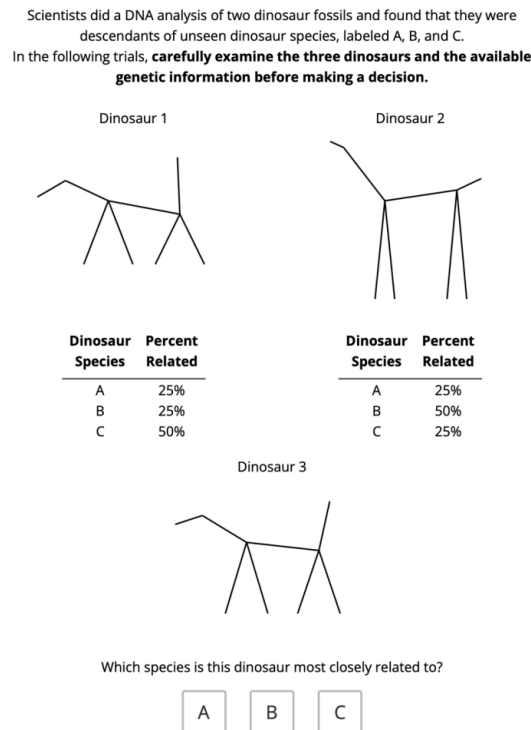 Scientists did a DNA analysis of two dinosaur fossils and found that they were
descendants of unseen dinosaur species, labeled A, B, and C.
In the following trials, carefully examine the three dinosaurs and the available
genetic information before making a decision.
Dinosaur 1
Dinosaur 2
Dinosaur Percent
Species Related
A 25%
B 25%
C 50%
Dinosaur Percent
Species Related
A 25%
B 50%
C 25%
Dinosaur 3
Which species is this dinosaur most closely related to?
A B C